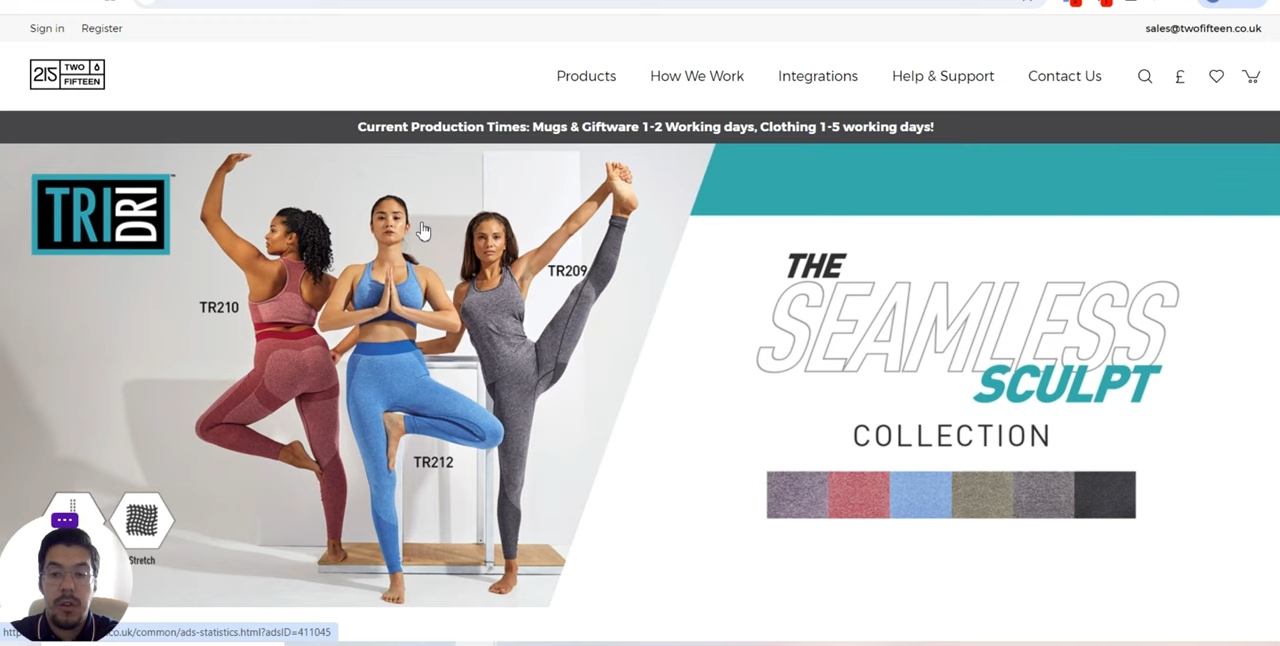 Sign in Register sales@twofifteen.co.uk
215 TWO FIFTEEN
Products How We Work Integrations Help & Support Contact Us £
Current Production Times: Mugs & Giftware 1-2 Working days, Clothing 1-5 working days!
TRI DRI
THE
SEAMLESS
SCULPT
COLLECTION
TR210
TR209
TR212
Stretch
co.uk/common/ads-statistics.html?adsID=411045